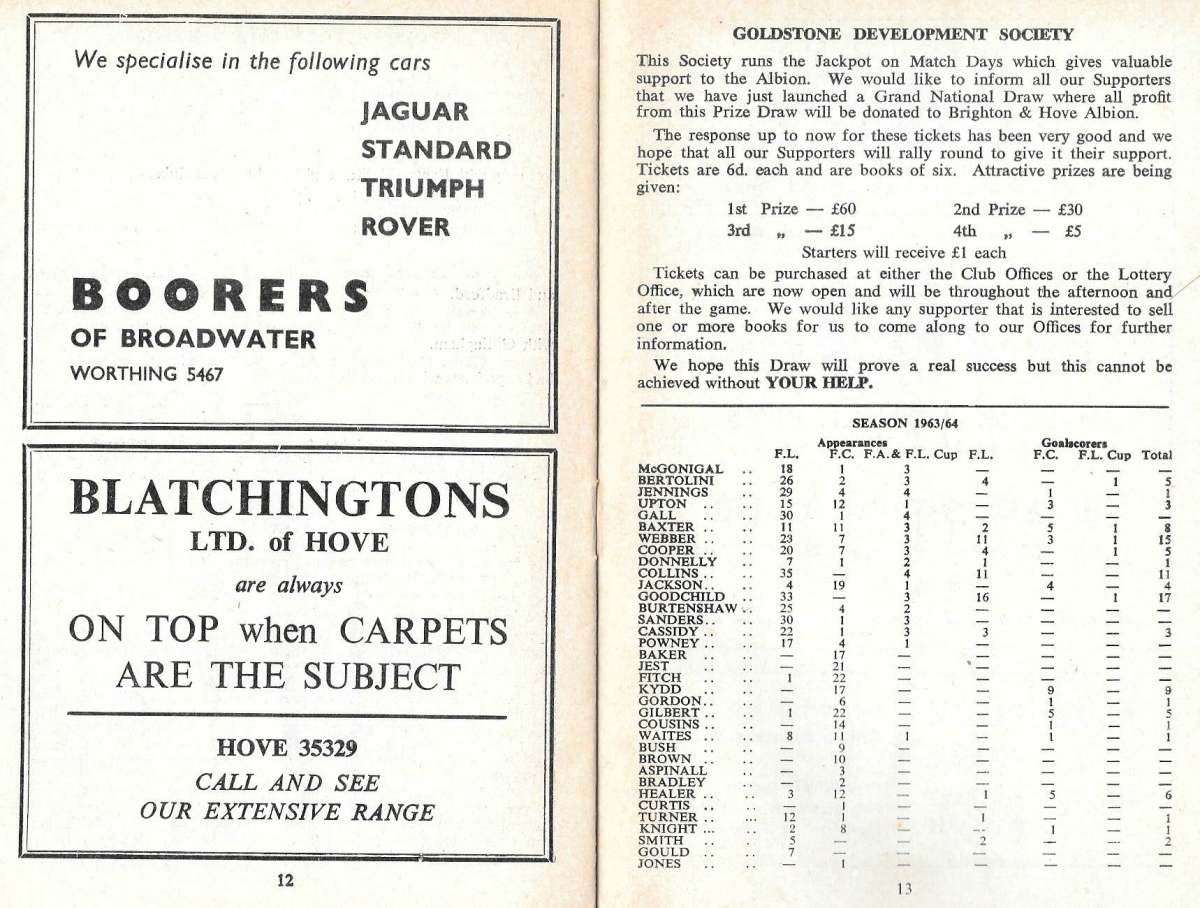 We specialise in the following cars
JAGUAR
STANDARD
TRIUMPH
ROVER
BOORERS
OF BROADWATER
WORTHING 5467
BLATCHINGTONS
LTD. of HOVE
are always
ON TOP when CARPETS
ARE THE SUBJECT
HOVE 35329
CALL AND SEE
OUR EXTENSIVE RANGE
12
GOLDSTONE DEVELOPMENT SOCIETY
This Society runs the Jackpot on Match Days which gives valuable
support to the Albion. We would like to inform all our Supporters
that we have just launched a Grand National Draw where all profit
from this Prize Draw will be donated to Brighton & Hove Albion.
The response up to now for these tickets has been very good and we
hope that all our Supporters will rally round to give it their support.
Tickets are 6d. each and are books of six. Attractive prizes are being
given:
1st Prize — £60 2nd Prize — £30
3rd „ — £15 4th „ — £5
Starters will receive £1 each
Tickets can be purchased at either the Club Offices or the Lottery
Office, which are now open and will be throughout the afternoon and
after the game. We would like any supporter that is interested to sell
one or more books for us to come along to our Offices for further
information.
We hope this Draw will prove a real success but this cannot be
achieved without YOUR HELP.
SEASON 1963/64
Appearances Goalscorers
F.L. F.C. F.A. & F.L. Cup F.L. F.C. F.L. Cup Total
McGONIGAL .. 18 1 3 — — — —
BERTOLINI .. 26 2 3 4 — 1 5
JENNINGS .. 29 4 4 — 1 — 1
UPTON .. .. 15 12 1 — 3 — 3
GALL .. .. 30 1 4 — — — —
BAXTER .. .. 11 11 3 2 5 1 8
WEBBER .. .. 23 7 3 11 3 1 15
COOPER .. .. 20 7 3 4 — 1 5
DONNELLY .. 7 1 2 1 — — 1
COLLINS .. .. 35 — 4 11 — — 11
JACKSON .. .. 4 19 1 — 4 — 4
GOODCHILD .. 33 — 3 16 — 1 17
BURTENSHAW .. 25 4 2 — — — —
SANDERS .. .. 30 1 3 — — — —
CASSIDY .. .. 22 1 3 3 — — 3
POWNEY .. .. 17 4 1 — — — —
BAKER .. .. — 17 — — — — —
JEST .. .. — 21 — — — — —
FITCH .. .. 1 22 — — — — —
KYDD .. .. — 17 — — 9 — 9
GORDON .. .. — 6 — — 1 — 1
GILBERT .. .. 1 22 — — 5 — 5
COUSINS .. .. — 14 — — 1 — 1
WAITES .. .. 8 11 1 — 1 — 1
BUSH .. .. — 9 — — — — —
BROWN .. .. — 10 — — — — —
ASPINALL .. — 3 — — — — —
BRADLEY .. — 2 — — — — —
HEALER .. .. 3 12 — 1 5 — 6
CURTIS .. .. — 1 — — — — —
TURNER .. ... 12 1 — 1 — — 1
KNIGHT ... .. 2 8 — — 1 — 1
SMITH .. .. 5 — — 2 — — 2
GOULD .. .. 7 — — — — — —
JONES .. .. — 1 — — — — —
13